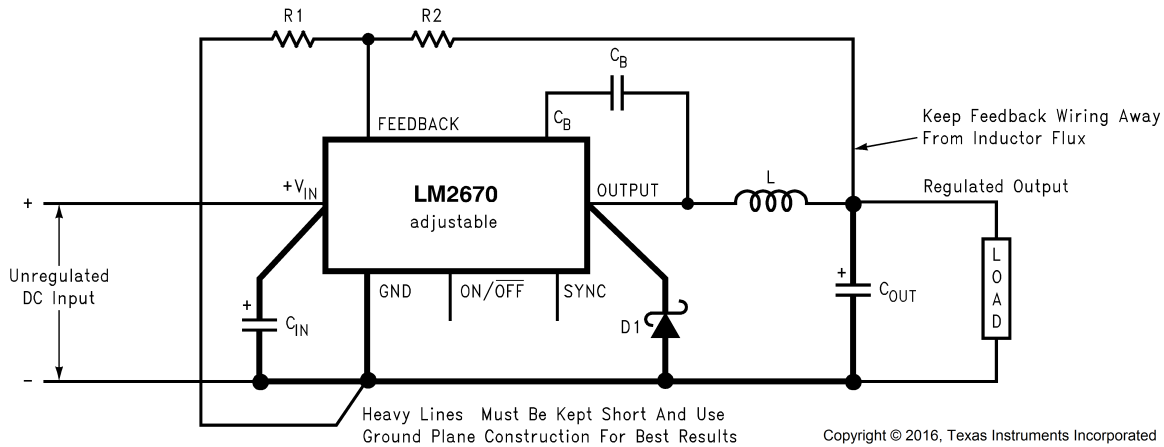 R1
R2
C_B
C_B
FEEDBACK
Keep Feedback Wiring Away
From Inductor Flux
+V_IN
LM2670
adjustable
OUTPUT
L
Regulated Output
+
Unregulated
DC Input
–
+
C_IN
GND
ON/O̅F̅F̅
SYNC
D1
+
C_OUT
LOAD
Heavy Lines Must Be Kept Short And Use
Ground Plane Construction For Best Results
Copyright © 2016, Texas Instruments Incorporated